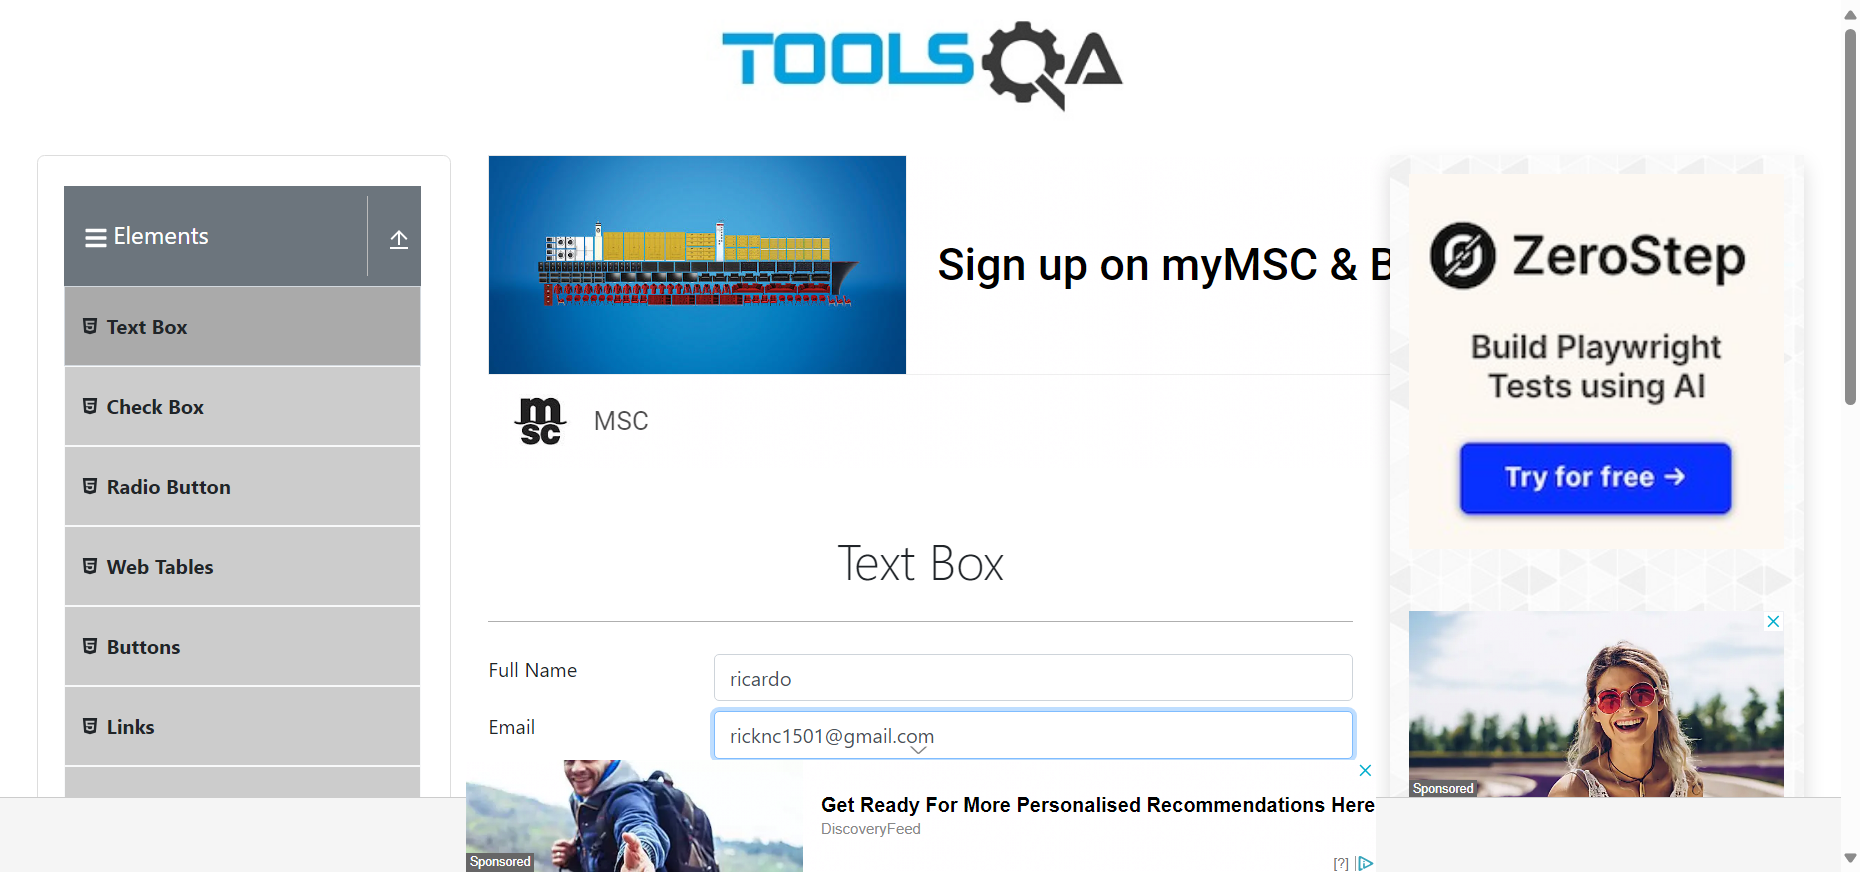 TOOLSQA
Elements
Text Box
Check Box
Radio Button
Web Tables
Buttons
Links
Sign up on myMSC & B
msc
MSC
Text Box
Full Name
ricardo
Email
ricknc1501@gmail.com
ZeroStep
Build Playwright
Tests using AI
Try for free →
Sponsored
Sponsored
Get Ready For More Personalised Recommendations Here
DiscoveryFeed
[?]